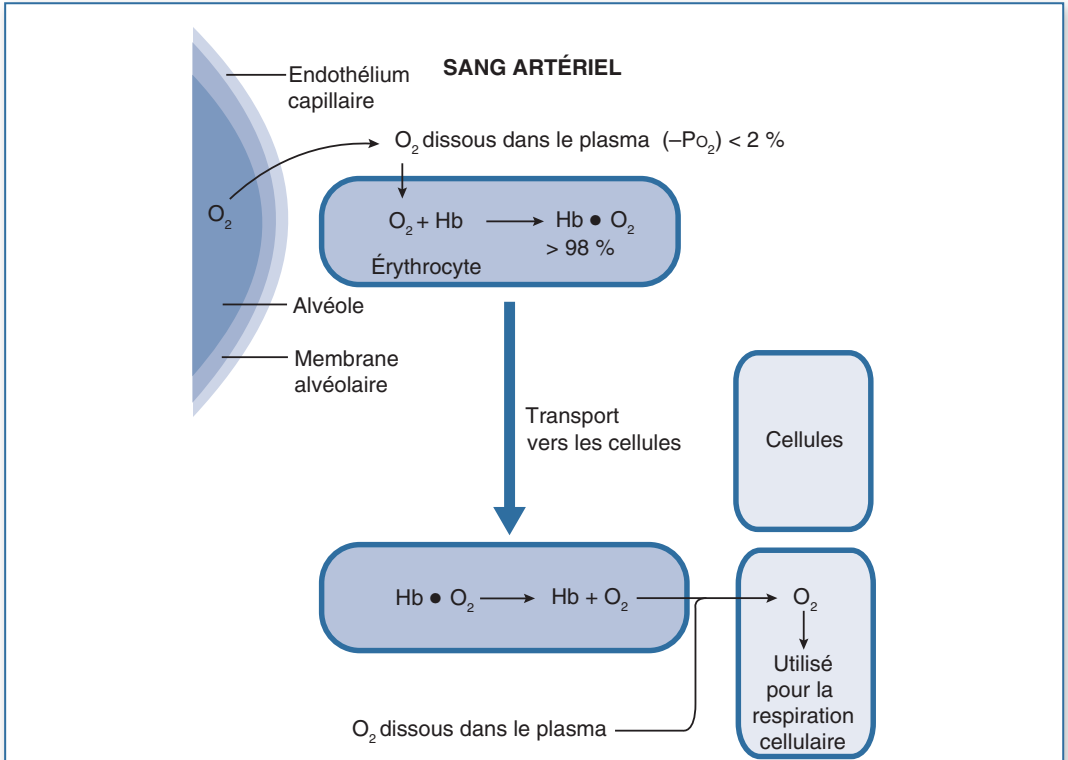 SANG ARTÉRIEL
Endothélium
capillaire
O₂ dissous dans le plasma (–PO₂) < 2 %
O₂
O₂ + Hb → Hb • O₂
> 98 %
Érythrocyte
Alvéole
Membrane
alvéolaire
Transport
vers les cellules
Cellules
Hb • O₂ → Hb + O₂
O₂
Utilisé
pour la
respiration
cellulaire
O₂ dissous dans le plasma